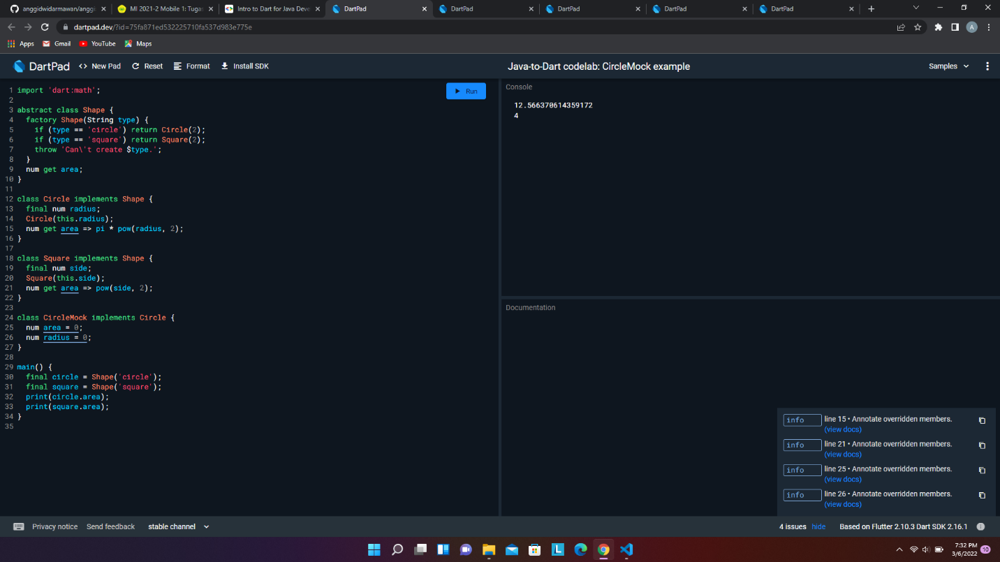 anggidwidarmawan/anggi
MI 2021-2 Mobile 1: Tugas
Intro to Dart for Java Deve
DartPad
DartPad
DartPad
DartPad
DartPad
dartpad.dev/?id=75fa871ed532225710fa537d983e775e
A
Apps
Gmail
YouTube
Maps
DartPad
<> New Pad
Reset
Format
Install SDK
Java-to-Dart codelab: CircleMock example
Samples
1 import 'dart:math';
2
3 abstract class Shape {
4 factory Shape(String type) {
5 if (type == 'circle') return Circle(2);
6 if (type == 'square') return Square(2);
7 throw 'Can\'t create $type.';
8 }
9 num get area;
10 }
11
12 class Circle implements Shape {
13 final num radius;
14 Circle(this.radius);
15 num get area => pi * pow(radius, 2);
16 }
17
18 class Square implements Shape {
19 final num side;
20 Square(this.side);
21 num get area => pow(side, 2);
22 }
23
24 class CircleMock implements Circle {
25 num area = 0;
26 num radius = 0;
27 }
28
29 main() {
30 final circle = Shape('circle');
31 final square = Shape('square');
32 print(circle.area);
33 print(square.area);
34 }
35
Run
Console
12.566370614359172
4
Documentation
info line 15 • Annotate overridden members.
(view docs)
info line 21 • Annotate overridden members.
(view docs)
info line 25 • Annotate overridden members.
(view docs)
info line 26 • Annotate overridden members.
(view docs)
Privacy notice
Send feedback
stable channel
4 issues hide
Based on Flutter 2.10.3 Dart SDK 2.16.1
L
7:32 PM
3/6/2022
10